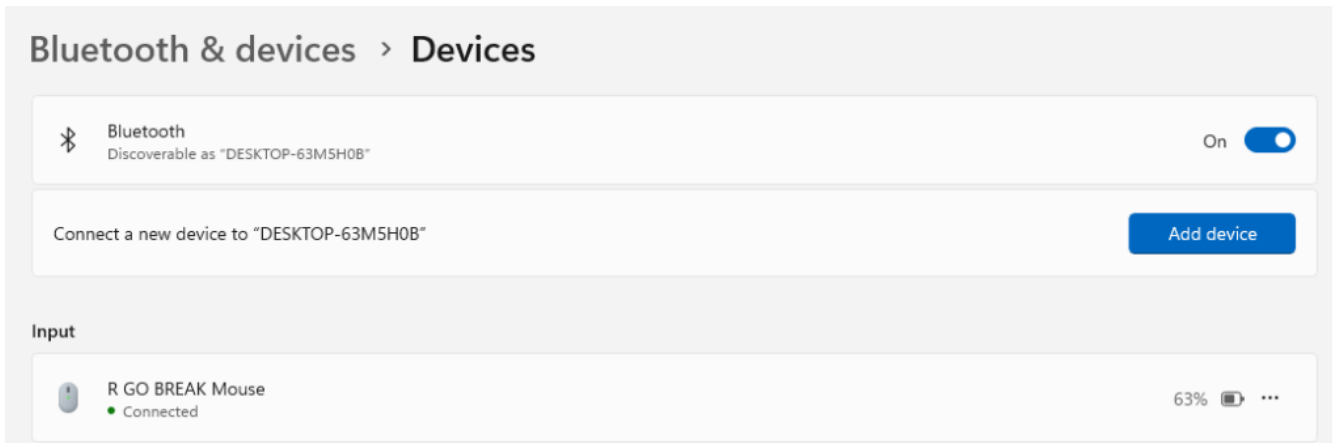 Bluetooth & devices > Devices
Bluetooth
Discoverable as "DESKTOP-63M5H0B"
On
Connect a new device to “DESKTOP-63M5H0B”
Add device
Input
R GO BREAK Mouse
Connected
63%